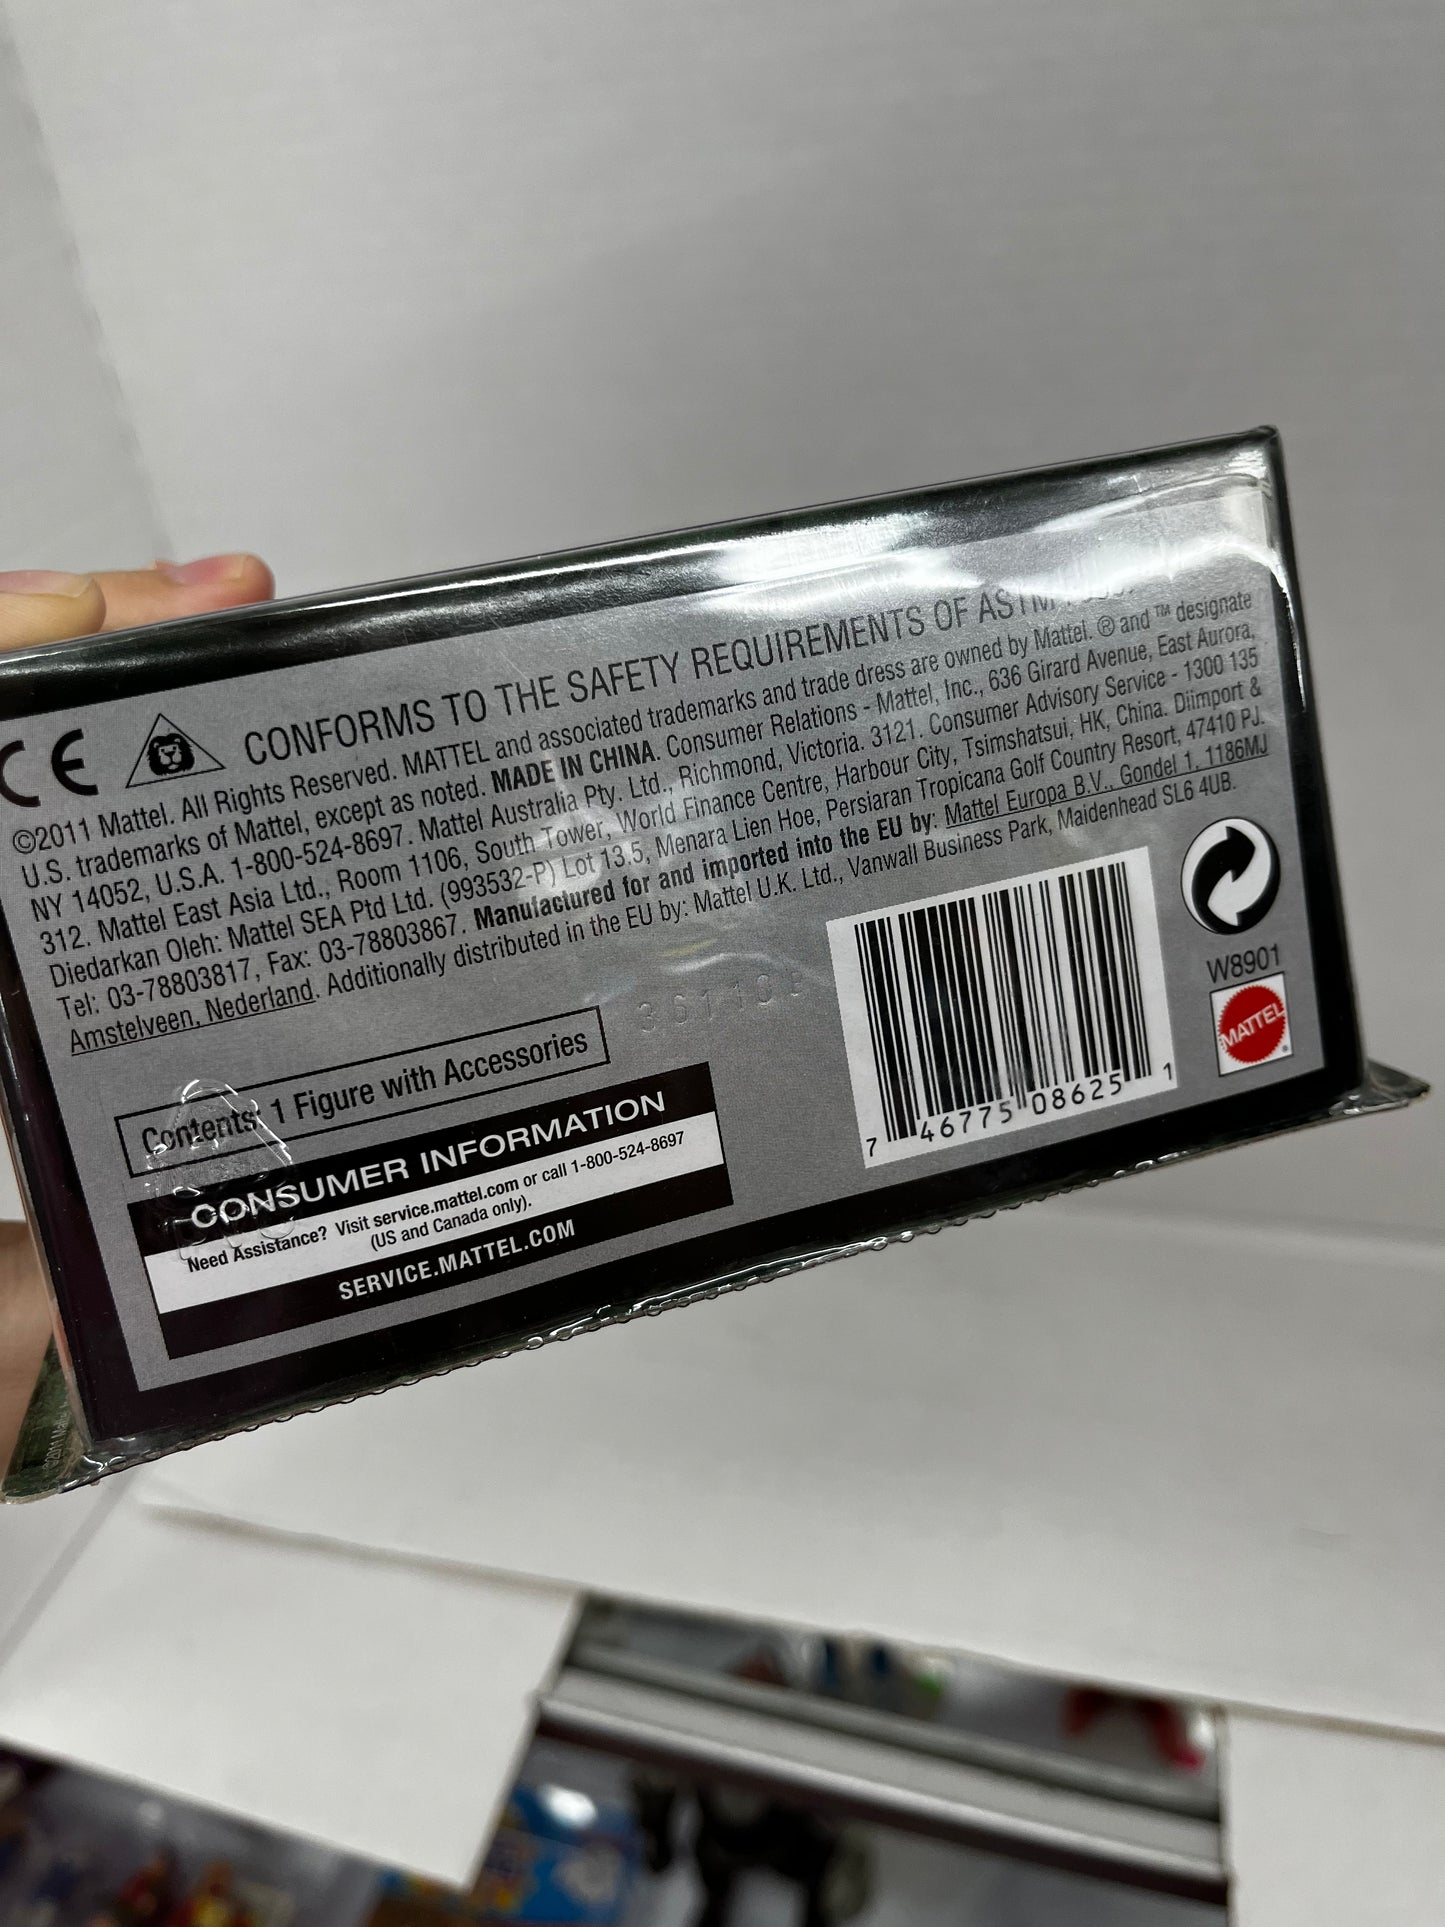 CE CONFORMS TO THE SAFETY REQUIREMENTS OF ASTM
©2011 Mattel. All Rights Reserved. MATTEL and associated trademarks and trade dress are owned by Mattel. ® and ™ designate
U.S. trademarks of Mattel, except as noted. MADE IN CHINA. Consumer Relations - Mattel, Inc., 636 Girard Avenue, East Aurora,
NY 14052, U.S.A. 1-800-524-8697. Mattel Australia Pty. Ltd., Richmond, Victoria. 3121. Consumer Advisory Service - 1300 135
312. Mattel East Asia Ltd., Room 1106, South Tower, World Finance Centre, Harbour City, Tsimshatsui, HK, China. Diimport &
Diedarkan Oleh: Mattel SEA Ptd Ltd. (993532-P) Lot 13.5, Menara Lien Hoe, Persiaran Tropicana Golf Country Resort, 47410 PJ.
Tel: 03-78803817, Fax: 03-78803867. Manufactured for and imported into the EU by: Mattel Europa B.V., Gondel 1, 1186MJ
Amstelveen, Nederland. Additionally distributed in the EU by: Mattel U.K. Ltd., Vanwall Business Park, Maidenhead SL6 4UB.
W8901
MATTEL
7 46775 08625 1
Contents: 1 Figure with Accessories
CONSUMER INFORMATION
Need Assistance? Visit service.mattel.com or call 1-800-524-8697
(US and Canada only).
SERVICE.MATTEL.COM
©2011